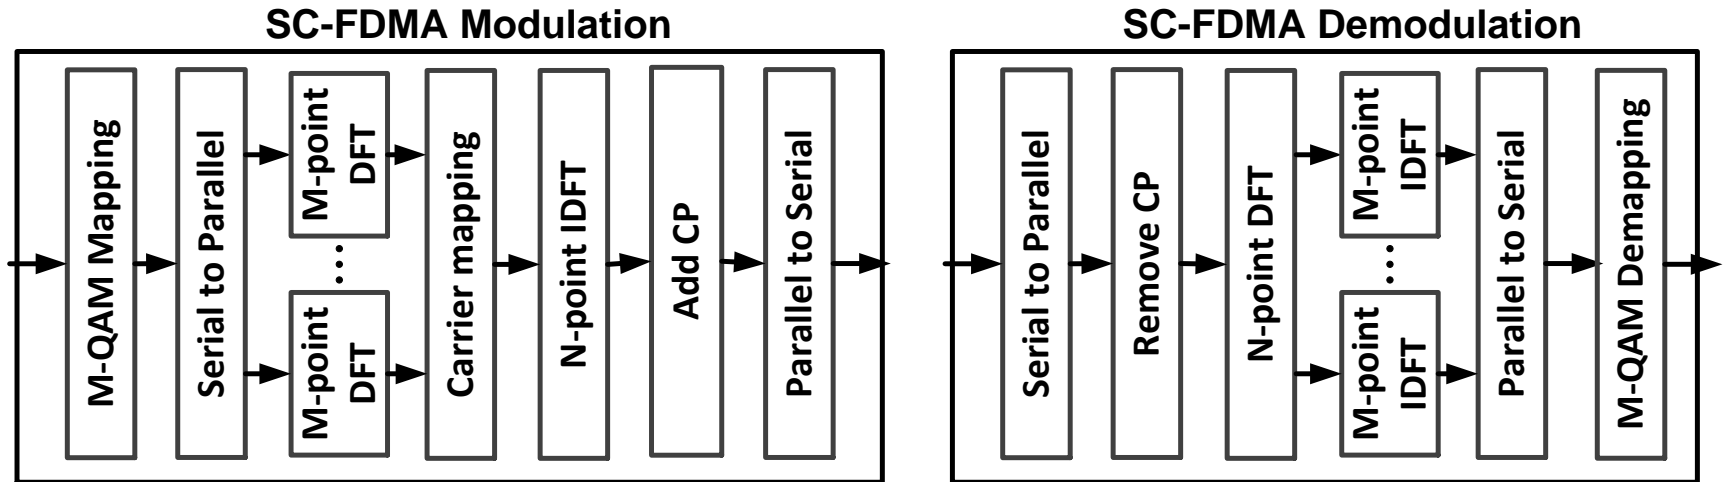 SC-FDMA Modulation
M-QAM Mapping
Serial to Parallel
M-point
DFT
...
M-point
DFT
Carrier mapping
N-point IDFT
Add CP
Parallel to Serial
SC-FDMA Demodulation
Serial to Parallel
Remove CP
N-point DFT
M-point
IDFT
...
M-point
IDFT
Parallel to Serial
M-QAM Demapping